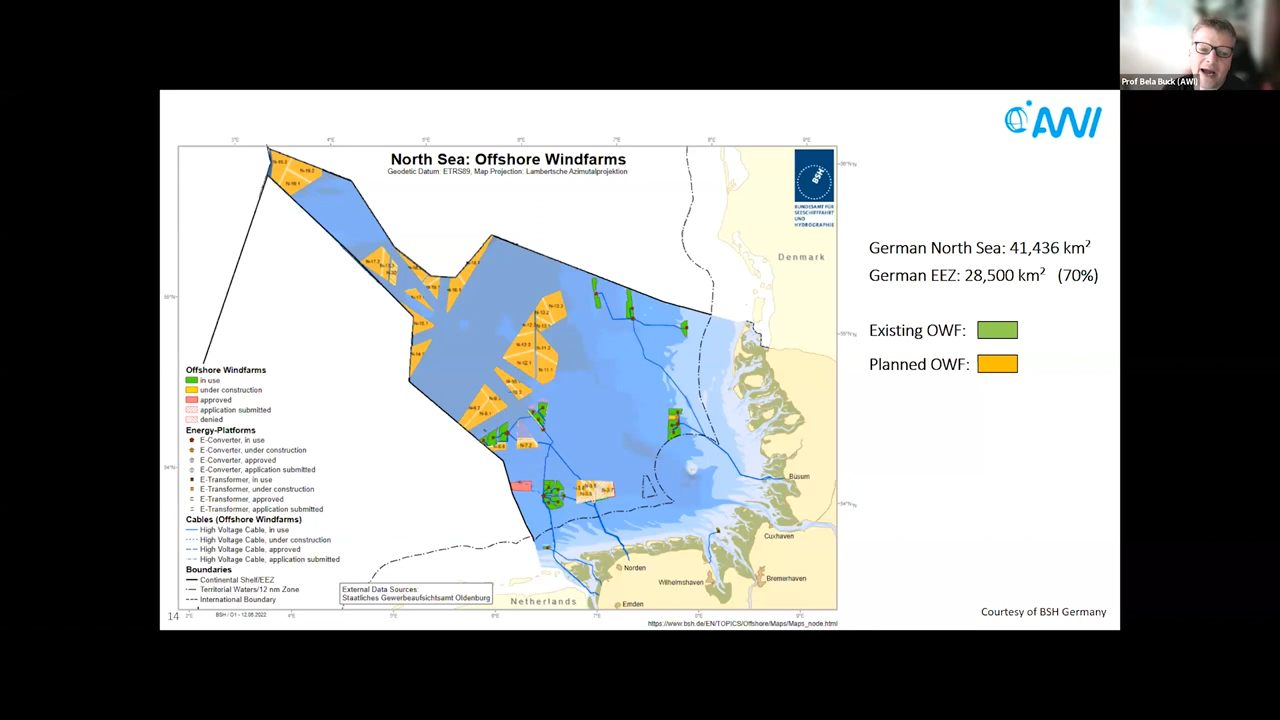 Prof Bela Buck (AWI)
AWI
North Sea: Offshore Windfarms
Geodetic Datum: ETRS89, Map Projection: Lambertsche Azimutalprojektion
BSH
BUNDESAMT FÜR
SEESCHIFFFAHRT
UND
HYDROGRAPHIE
Denmark
German North Sea: 41,436 km²
German EEZ: 28,500 km² (70%)
Existing OWF:
Planned OWF:
Offshore Windfarms
in use
under construction
approved
application submitted
denied
Energy-Platforms
E-Converter, in use
E-Converter, under construction
E-Converter, approved
E-Converter, application submitted
E-Transformer, in use
E-Transformer, under construction
E-Transformer, approved
E-Transformer, application submitted
Cables (Offshore Windfarms)
High Voltage Cable, in use
High Voltage Cable, under construction
High Voltage Cable, approved
High Voltage Cable, application submitted
Boundaries
Continental Shelf/EEZ
Territorial Waters/12 nm Zone
International Boundary
Büsum
Cuxhaven
Norden
Wilhelmshaven
Bremerhaven
Emden
Netherlands
External Data Sources:
Staatliches Gewerbeaufsichtsamt Oldenburg
14
BSH / O1 - 12.05.2022
https://www.bsh.de/EN/TOPICS/Offshore/Maps/Maps_node.html
Courtesy of BSH Germany